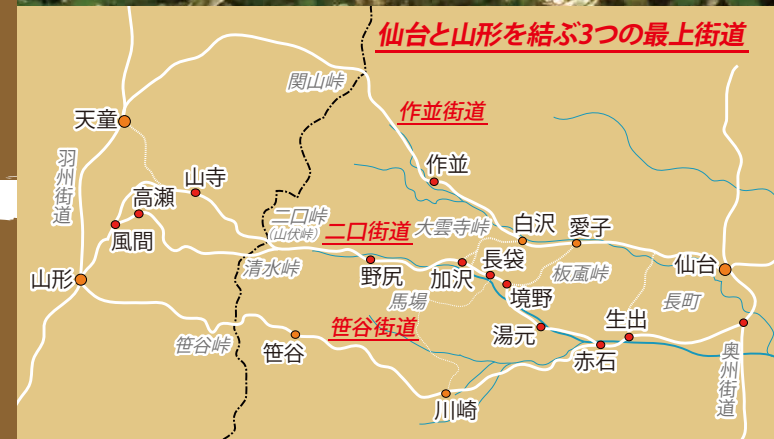 仙台と山形を結ぶ3つの最上街道
関山峠
作並街道
天童
羽州街道
作並
山寺
高瀬
風間
二口峠
(山伏峠)
二口街道
大雲寺峠
白沢
愛子
清水峠
野尻
加沢
長袋
板颪峠
仙台
山形
馬場
境野
長町
笹谷街道
湯元
生出
笹谷峠
笹谷
赤石
奥州街道
川崎